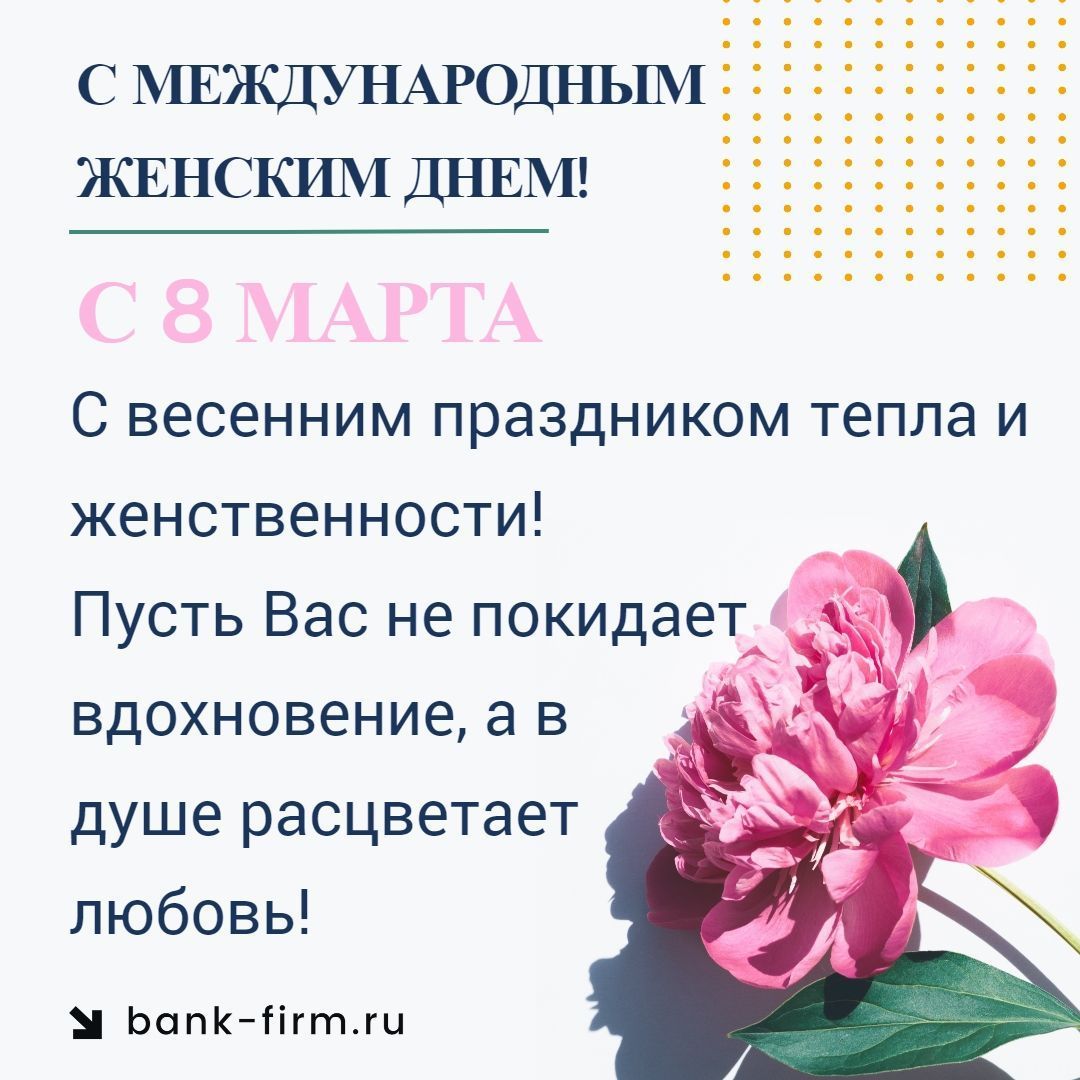 С МЕЖДУНАРОДНЫМ
ЖЕНСКИМ ДНЕМ!
С 8 МАРТА
С весенним праздником тепла и
женственности!
Пусть Вас не покидает
вдохновение, а в
душе расцветает
любовь!
bank-firm.ru